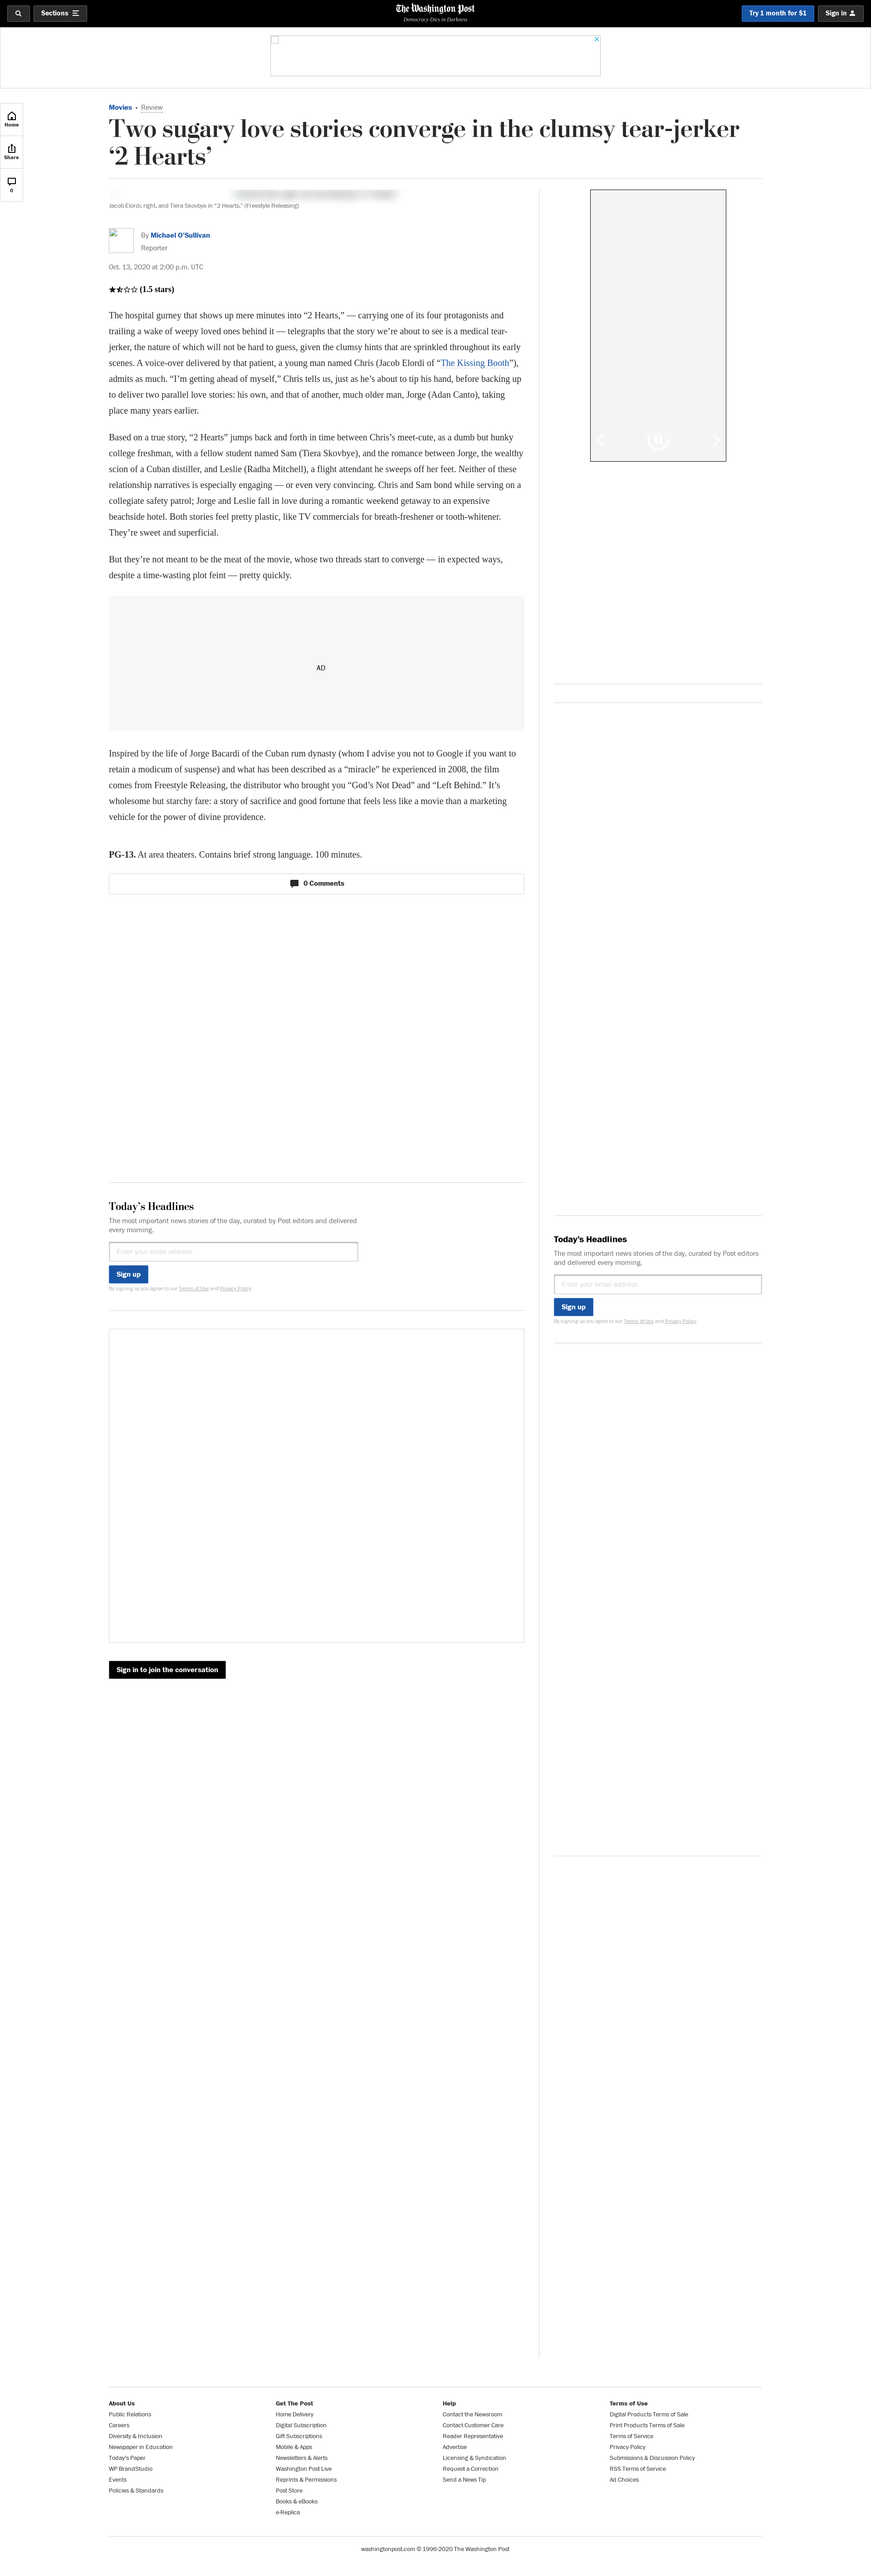 Sections
The Washington Post
Democracy Dies in Darkness
Try 1 month for $1
Sign in
Home
Share
0
Movies • Review
Two sugary love stories converge in the clumsy tear-jerker
‘2 Hearts’
Jacob Elordi, right, and Tiera Skovbye in “2 Hearts,” (Freestyle Releasing)
By Michael O’Sullivan
Reporter
Oct. 13, 2020 at 2:00 p.m. UTC
(1.5 stars)
The hospital gurney that shows up mere minutes into “2 Hearts,” — carrying one of its four protagonists and
trailing a wake of weepy loved ones behind it — telegraphs that the story we’re about to see is a medical tear-
jerker, the nature of which will not be hard to guess, given the clumsy hints that are sprinkled throughout its early
scenes. A voice-over delivered by that patient, a young man named Chris (Jacob Elordi of “The Kissing Booth”),
admits as much. “I’m getting ahead of myself,” Chris tells us, just as he’s about to tip his hand, before backing up
to deliver two parallel love stories: his own, and that of another, much older man, Jorge (Adan Canto), taking
place many years earlier.
Based on a true story, “2 Hearts” jumps back and forth in time between Chris’s meet-cute, as a dumb but hunky
college freshman, with a fellow student named Sam (Tiera Skovbye), and the romance between Jorge, the wealthy
scion of a Cuban distiller, and Leslie (Radha Mitchell), a flight attendant he sweeps off her feet. Neither of these
relationship narratives is especially engaging — or even very convincing. Chris and Sam bond while serving on a
collegiate safety patrol; Jorge and Leslie fall in love during a romantic weekend getaway to an expensive
beachside hotel. Both stories feel pretty plastic, like TV commercials for breath-freshener or tooth-whitener.
They’re sweet and superficial.
But they’re not meant to be the meat of the movie, whose two threads start to converge — in expected ways,
despite a time-wasting plot feint — pretty quickly.
AD
Inspired by the life of Jorge Bacardi of the Cuban rum dynasty (whom I advise you not to Google if you want to
retain a modicum of suspense) and what has been described as a “miracle” he experienced in 2008, the film
comes from Freestyle Releasing, the distributor who brought you “God’s Not Dead” and “Left Behind.” It’s
wholesome but starchy fare: a story of sacrifice and good fortune that feels less like a movie than a marketing
vehicle for the power of divine providence.
PG-13. At area theaters. Contains brief strong language. 100 minutes.
0 Comments
Today’s Headlines
The most important news stories of the day, curated by Post editors and delivered
every morning.
Enter your email address
Sign up
By signing up you agree to our Terms of Use and Privacy Policy
Sign in to join the conversation
Today’s Headlines
The most important news stories of the day, curated by Post editors
and delivered every morning.
Enter your email address
Sign up
By signing up you agree to our Terms of Use and Privacy Policy
About Us
Public Relations
Careers
Diversity & Inclusion
Newspaper in Education
Today's Paper
WP BrandStudio
Events
Policies & Standards
Get The Post
Home Delivery
Digital Subscription
Gift Subscriptions
Mobile & Apps
Newsletters & Alerts
Washington Post Live
Reprints & Permissions
Post Store
Books & eBooks
e-Replica
Help
Contact the Newsroom
Contact Customer Care
Reader Representative
Advertise
Licensing & Syndication
Request a Correction
Send a News Tip
Terms of Use
Digital Products Terms of Sale
Print Products Terms of Sale
Terms of Service
Privacy Policy
Submissions & Discussion Policy
RSS Terms of Service
Ad Choices
washingtonpost.com © 1996-2020 The Washington Post